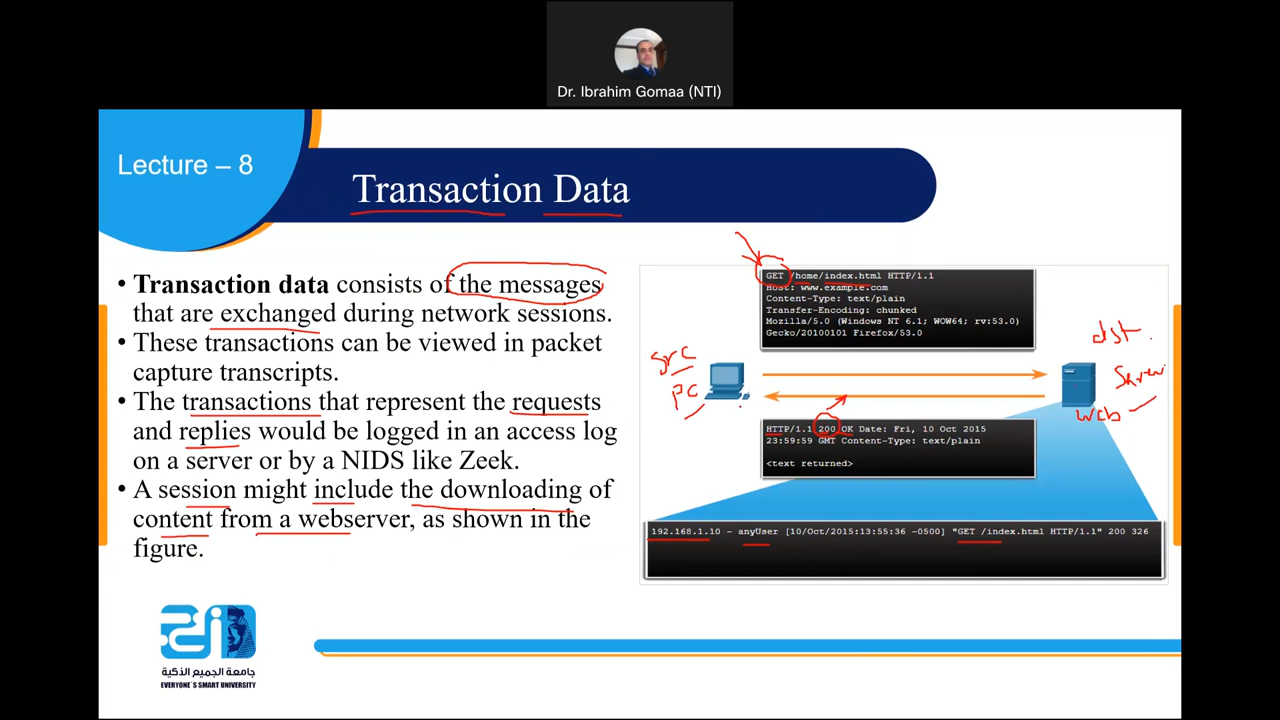 Dr. Ibrahim Gomaa (NTI)
Lecture – 8
Transaction Data
• Transaction data consists of the messages
that are exchanged during network sessions.
• These transactions can be viewed in packet
capture transcripts.
• The transactions that represent the requests
and replies would be logged in an access log
on a server or by a NIDS like Zeek.
• A session might include the downloading of
content from a webserver, as shown in the
figure.
GET /home/index.html HTTP/1.1
Host: www.example.com
Content-Type: text/plain
Transfer-Encoding: chunked
Mozilla/5.0 (Windows NT 6.1; WOW64; rv:53.0)
Gecko/20100101 Firefox/53.0
src
PC
dst
Server
Web
HTTP/1.1 200 OK Date: Fri, 10 Oct 2015
23:59:59 GMT Content-Type: text/plain
<text returned>
192.168.1.10 - anyUser [10/Oct/2015:13:55:36 -0500] "GET /index.html HTTP/1.1" 200 326
جامعة الجميع الذكية
EVERYONE'S SMART UNIVERSITY